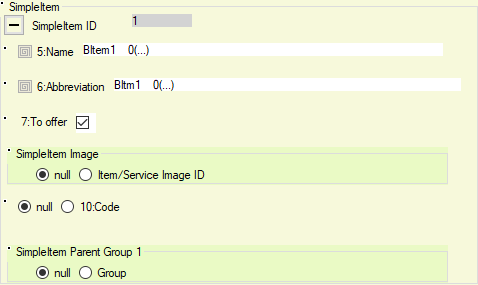 SimpleItem
SimpleItem ID 1
5:Name BItem1 0(...)
6:Abbreviation BItm1 0(...)
7:To offer
SimpleItem Image
null Item/Service Image ID
null 10:Code
SimpleItem Parent Group 1
null Group